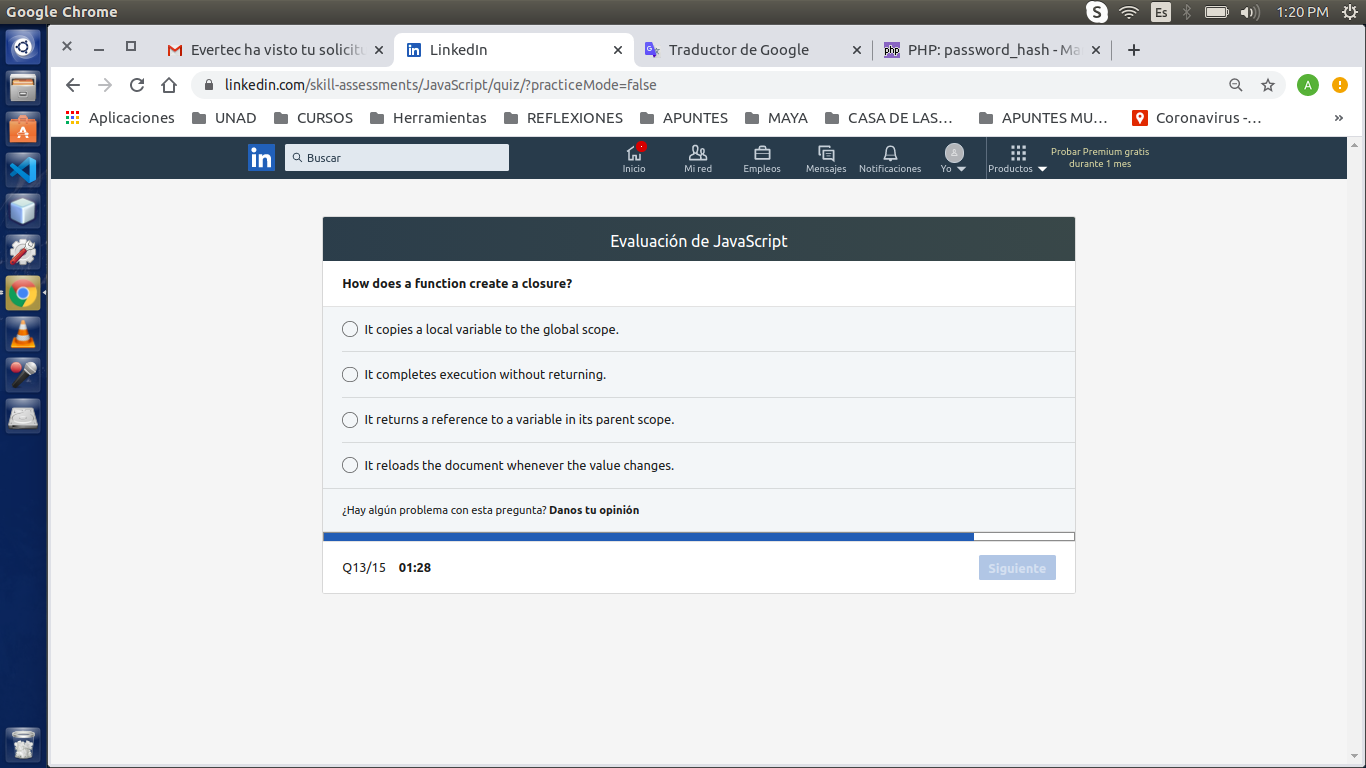 Google Chrome
S
Es
1:20 PM
Evertec ha visto tu solicitu
in LinkedIn
Traductor de Google
php PHP: password_hash - Ma
linkedin.com/skill-assessments/JavaScript/quiz/?practiceMode=false
A
Aplicaciones
UNAD
CURSOS
Herramientas
REFLEXIONES
APUNTES
MAYA
CASA DE LAS...
APUNTES MU...
Coronavirus -...
»
in
Buscar
Inicio
Mi red
Empleos
Mensajes
Notificaciones
Yo
Productos
Probar Premium gratis
durante 1 mes
Evaluación de JavaScript
How does a function create a closure?
It copies a local variable to the global scope.
It completes execution without returning.
It returns a reference to a variable in its parent scope.
It reloads the document whenever the value changes.
¿Hay algún problema con esta pregunta? Danos tu opinión
Q13/15 01:28
Siguiente